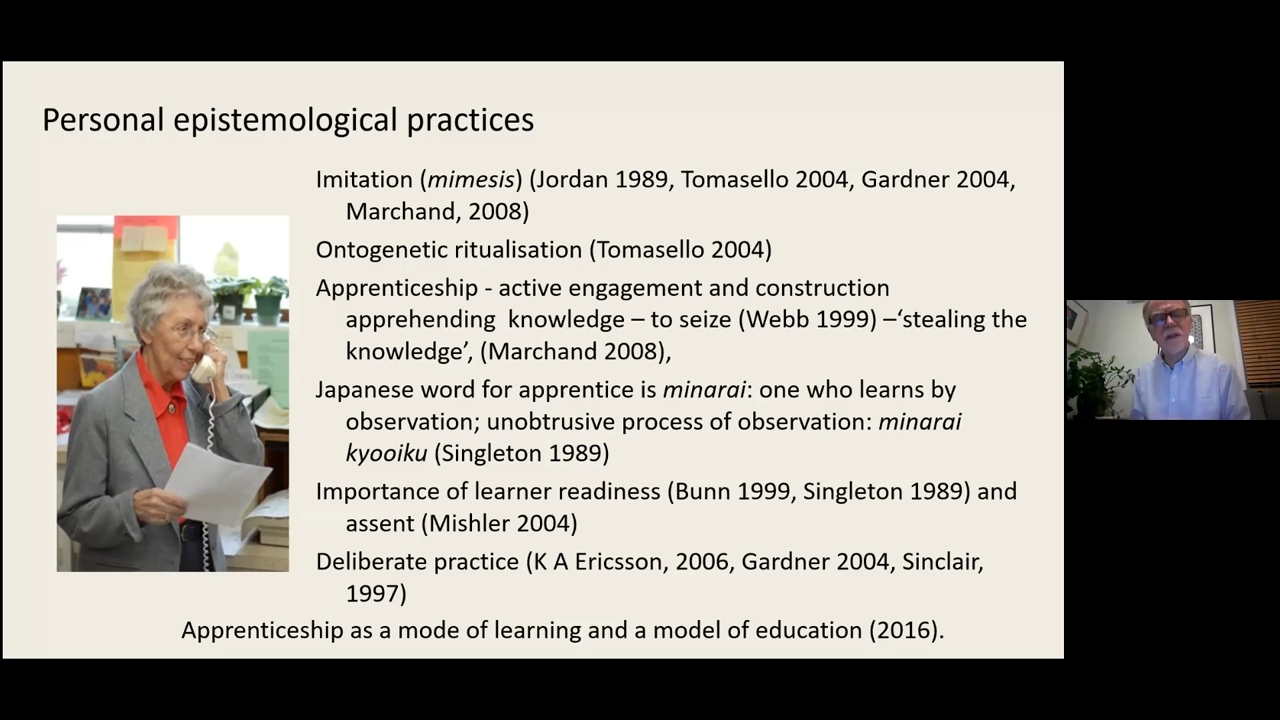 Personal epistemological practices
Imitation (mimesis) (Jordan 1989, Tomasello 2004, Gardner 2004,
Marchand, 2008)
Ontogenetic ritualisation (Tomasello 2004)
Apprenticeship - active engagement and construction
apprehending knowledge – to seize (Webb 1999) –‘stealing the
knowledge’, (Marchand 2008),
Japanese word for apprentice is minarai: one who learns by
observation; unobtrusive process of observation: minarai
kyooiku (Singleton 1989)
Importance of learner readiness (Bunn 1999, Singleton 1989) and
assent (Mishler 2004)
Deliberate practice (K A Ericsson, 2006, Gardner 2004, Sinclair,
1997)
Apprenticeship as a mode of learning and a model of education (2016).